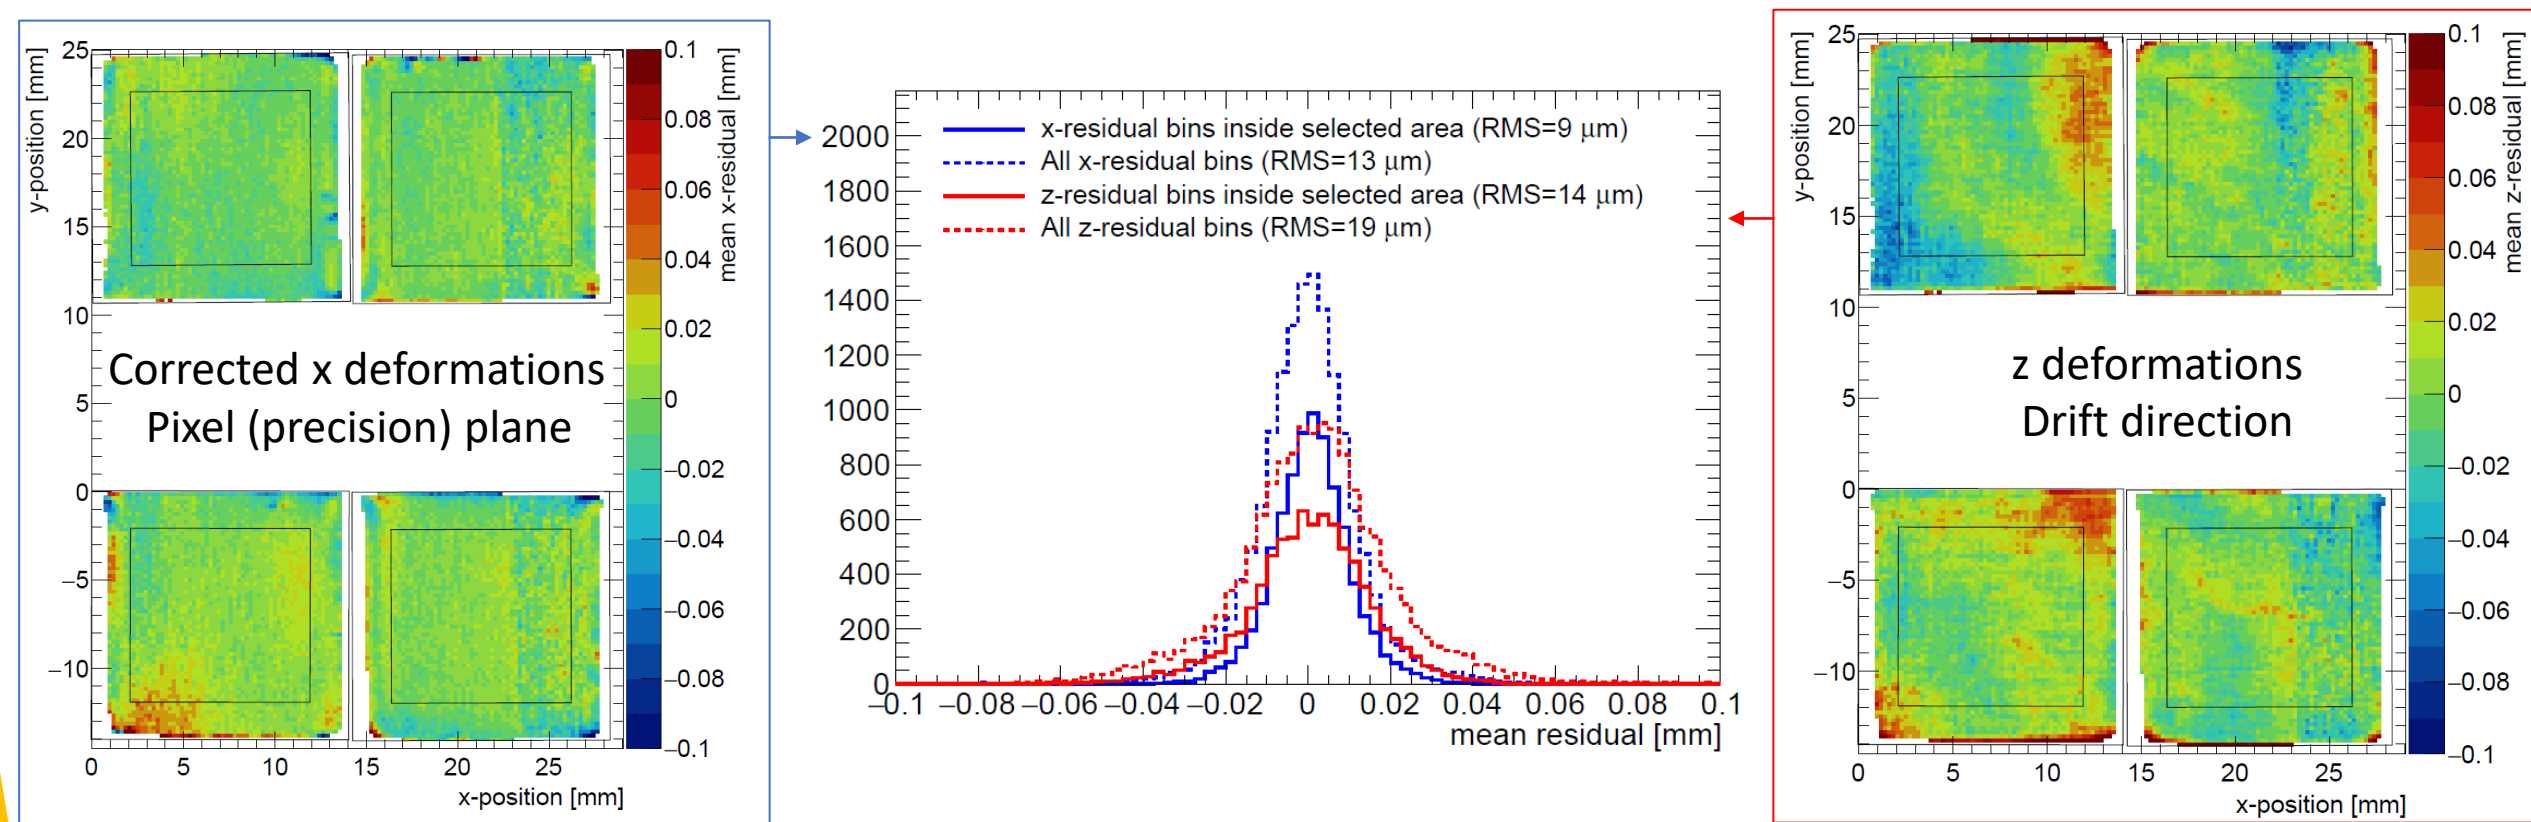 25
20
15
10
5
0
−5
−10
y-position [mm]
0 5 10 15 20 25
x-position [mm]
0.1
0.08
0.06
0.04
0.02
0
−0.02
−0.04
−0.06
−0.08
−0.1
mean x-residual [mm]
Corrected x deformations
Pixel (precision) plane
2000
1800
1600
1400
1200
1000
800
600
400
200
0
x-residual bins inside selected area (RMS=9 μm)
All x-residual bins (RMS=13 μm)
z-residual bins inside selected area (RMS=14 μm)
All z-residual bins (RMS=19 μm)
−0.1 −0.08 −0.06 −0.04 −0.02 0 0.02 0.04 0.06 0.08 0.1
mean residual [mm]
25
20
15
10
5
0
−5
−10
y-position [mm]
0 5 10 15 20 25
x-position [mm]
0.1
0.08
0.06
0.04
0.02
0
−0.02
−0.04
−0.06
−0.08
−0.1
mean z-residual [mm]
z deformations
Drift direction